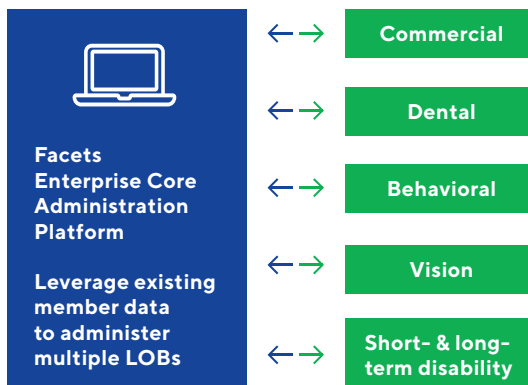 Facets
Enterprise Core
Administration
Platform
Leverage existing
member data
to administer
multiple LOBs
Commercial
Dental
Behavioral
Vision
Short- & long-
term disability